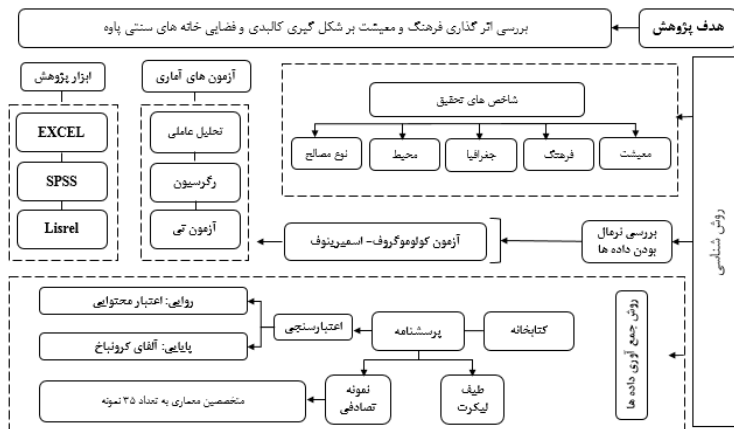 هدف پژوهش
بررسی اثر گذاری فرهنگ و معیشت بر شکل گیری کالبدی و فضایی خانه های سنتی پاوه
روش شناسی
شاخص های تحقیق
معیشت
فرهنگ
جغرافیا
محیط
نوع مصالح
آزمون های آماری
تحلیل عاملی
رگرسیون
آزمون تی
ابزار پژوهش
EXCEL
SPSS
Lisrel
بررسی نرمال
بودن داده ها
آزمون کولوموگروف- اسمیرینوف
روش جمع آوری داده ها
کتابخانه
پرسشنامه
اعتبارسنجی
روایی: اعتبار محتوایی
پایایی: آلفای کرونباخ
طیف
لیکرت
نمونه
تصادفی
متخصصین معماری به تعداد ۳۵ نمونه